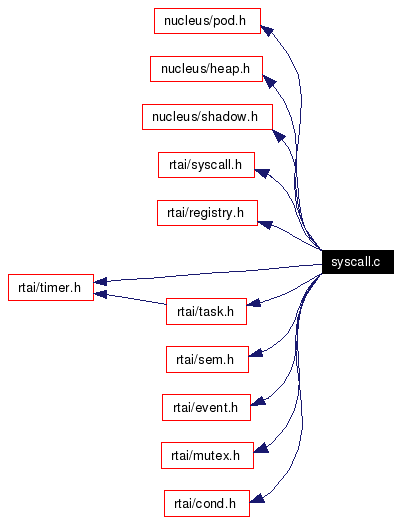 nucleus/pod.h
nucleus/heap.h
nucleus/shadow.h
rtai/syscall.h
rtai/registry.h
syscall.c
rtai/timer.h
rtai/task.h
rtai/sem.h
rtai/event.h
rtai/mutex.h
rtai/cond.h